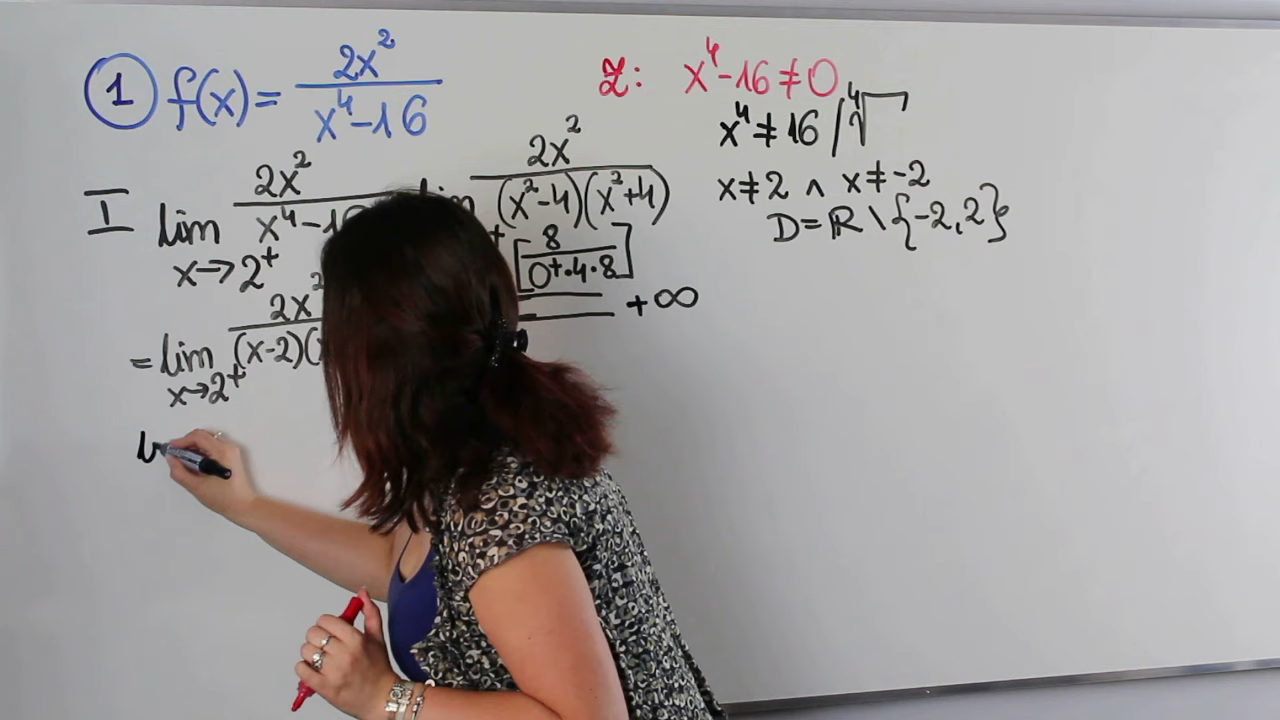 ① f(x) = 2x² / (x⁴-16)
Z: x⁴-16≠0
x⁴≠16 /∜
x≠2 ∧ x≠-2
D=ℝ\{-2,2}
I lim x→2⁺ 2x² / x⁴-1 2x² / (x²-4)(x²+4)
= lim x→2⁺ 2x² / (x-2)( [8 / 0⁺·4·8] = +∞